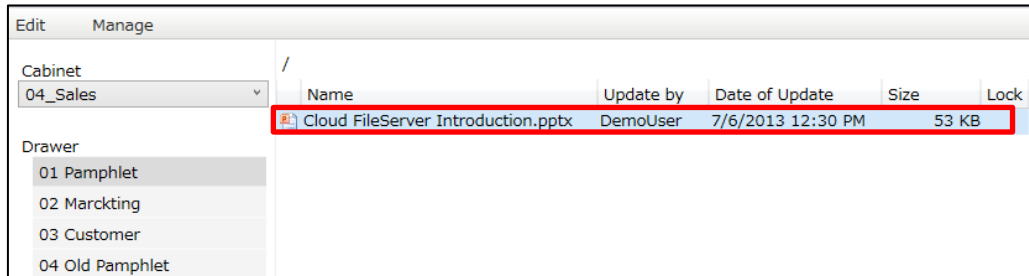 Edit Manage
Cabinet
04_Sales
Drawer
01 Pamphlet
02 Marckting
03 Customer
04 Old Pamphlet
/
Name Update by Date of Update Size Lock
Cloud FileServer Introduction.pptx DemoUser 7/6/2013 12:30 PM 53 KB